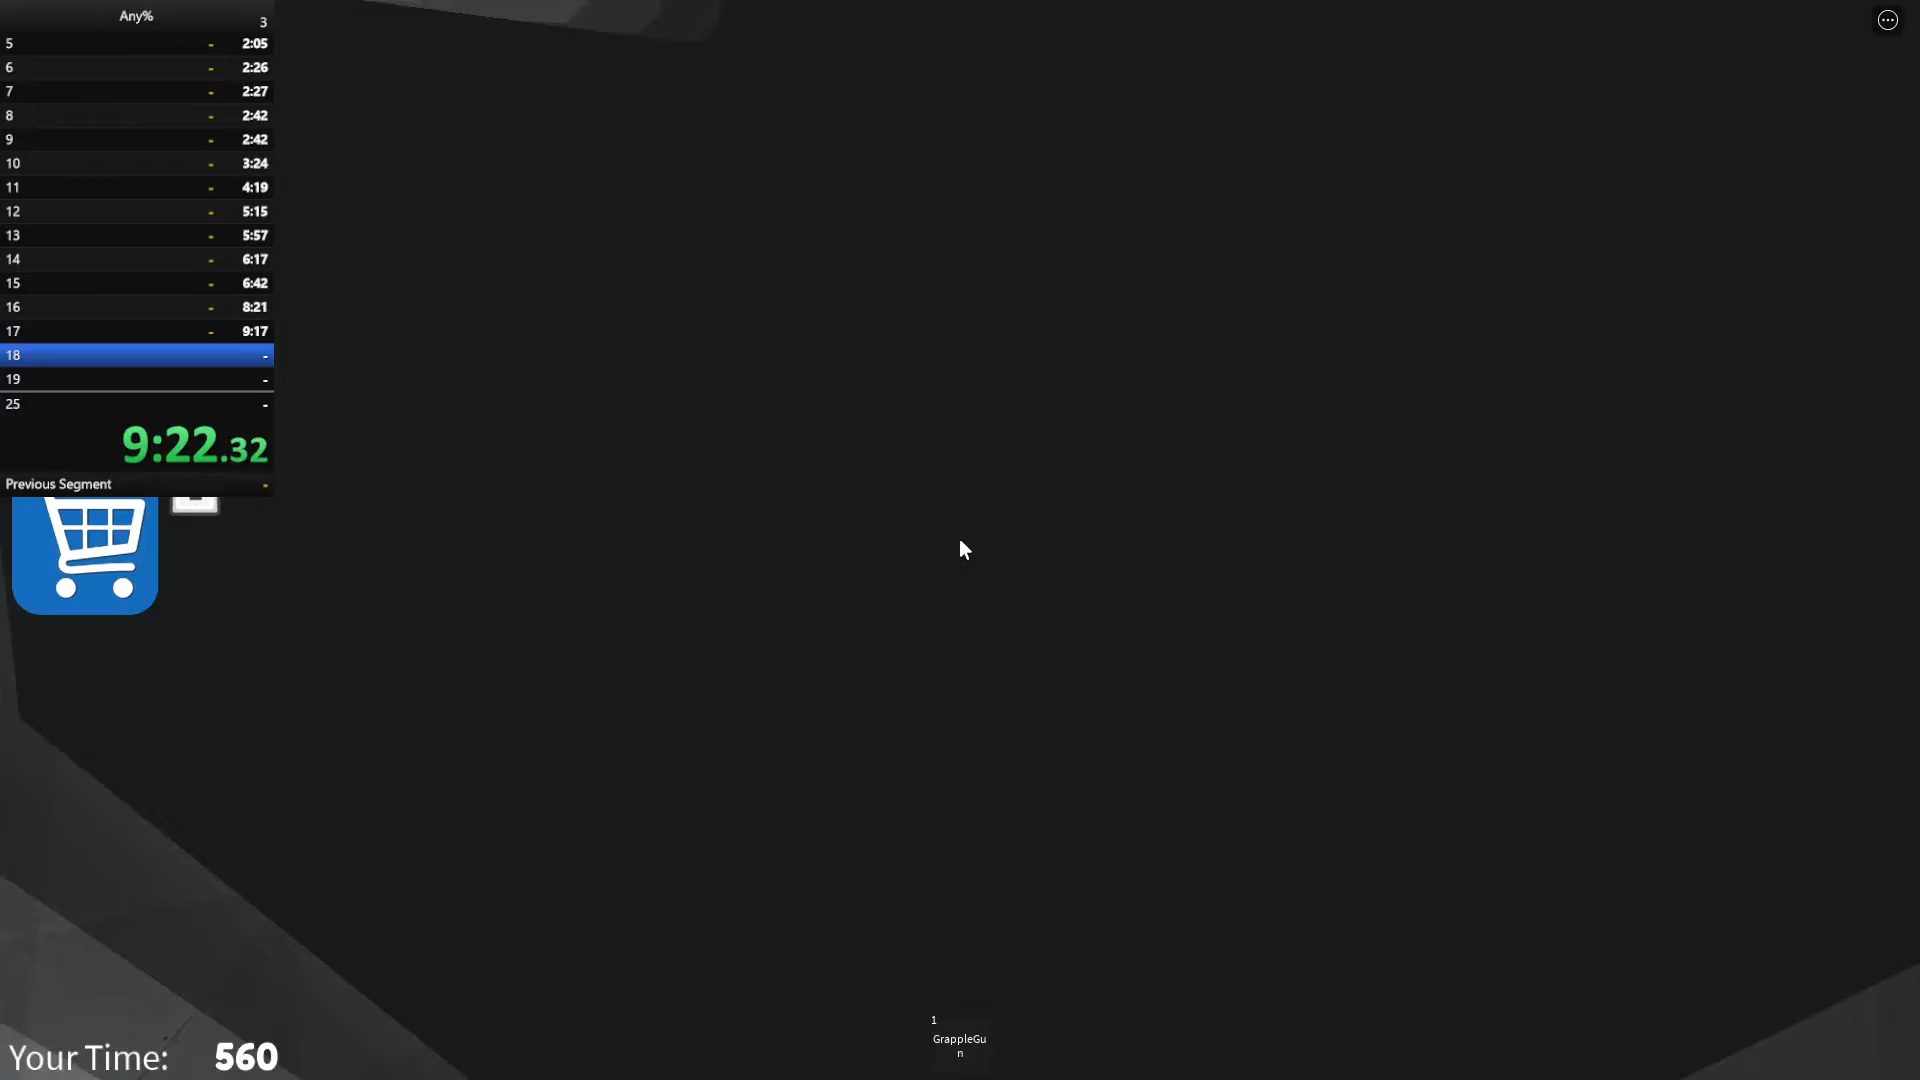 Any%
3
5 - 2:05
6 - 2:26
7 - 2:27
8 - 2:42
9 - 2:42
10 - 3:24
11 - 4:19
12 - 5:15
13 - 5:57
14 - 6:17
15 - 6:42
16 - 8:21
17 - 9:17
18 -
19 -
25 -
9:22.32
Previous Segment -
Your Time: 560
1
GrappleGu
n